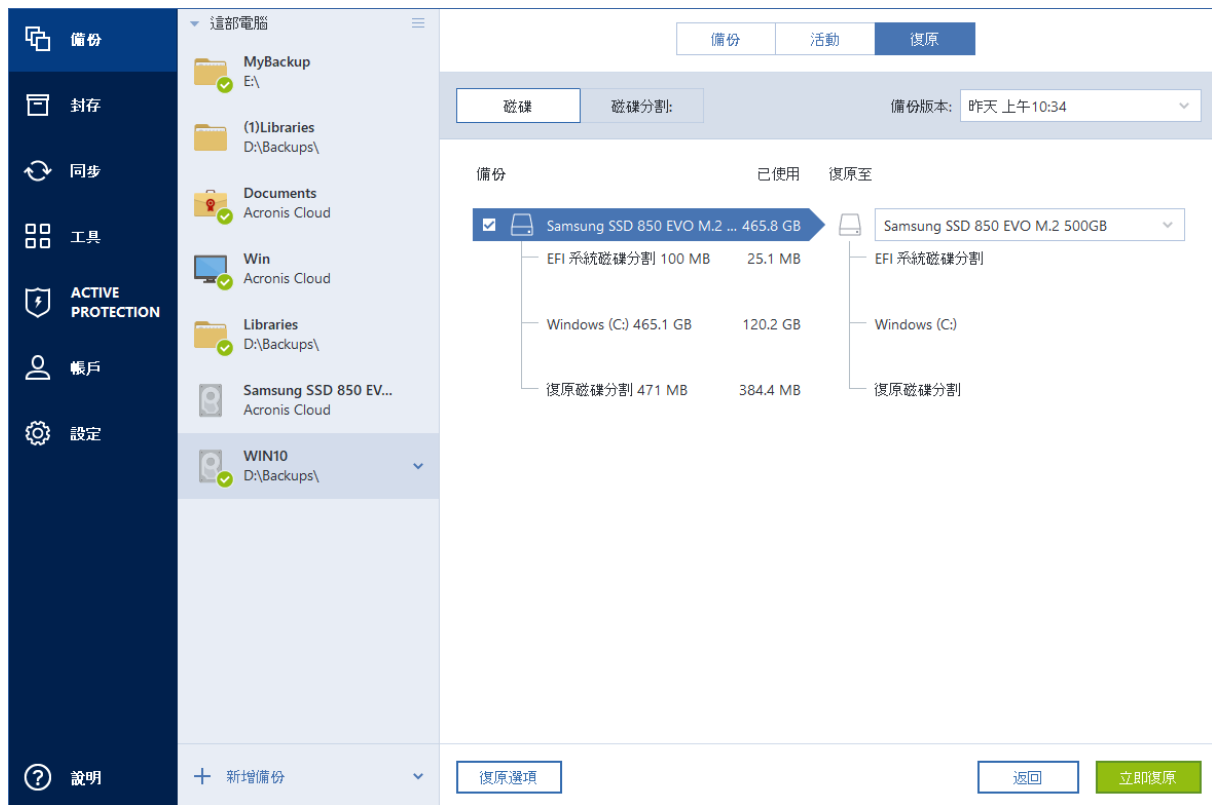 備份
封存
同步
工具
ACTIVE
PROTECTION
帳戶
設定
說明
這部電腦
MyBackup
E:\
(1)Libraries
D:\Backups\
Documents
Acronis Cloud
Win
Acronis Cloud
Libraries
D:\Backups\
Samsung SSD 850 EV...
Acronis Cloud
WIN10
D:\Backups\
新增備份
備份 活動 復原
磁碟 磁碟分割: 備份版本: 昨天 上午10:34
備份 已使用 復原至
Samsung SSD 850 EVO M.2 ... 465.8 GB Samsung SSD 850 EVO M.2 500GB
EFI 系統磁碟分割 100 MB 25.1 MB EFI 系統磁碟分割
Windows (C:) 465.1 GB 120.2 GB Windows (C:)
復原磁碟分割 471 MB 384.4 MB 復原磁碟分割
復原選項 返回 立即復原